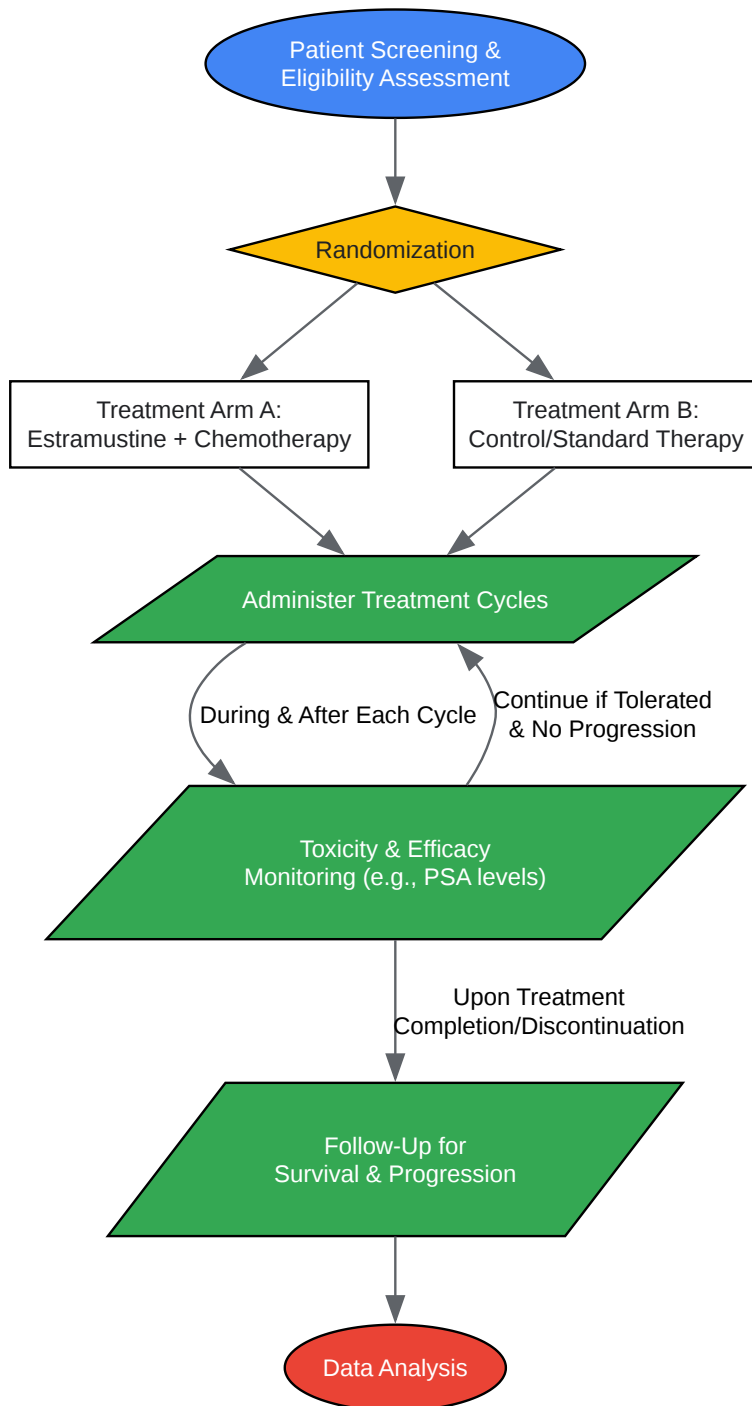 Patient Screening &
Eligibility Assessment
Randomization
Treatment Arm A:
Estramustine + Chemotherapy
Treatment Arm B:
Control/Standard Therapy
Administer Treatment Cycles
During & After Each Cycle
Continue if Tolerated
& No Progression
Toxicity & Efficacy
Monitoring (e.g., PSA levels)
Upon Treatment
Completion/Discontinuation
Follow-Up for
Survival & Progression
Data Analysis